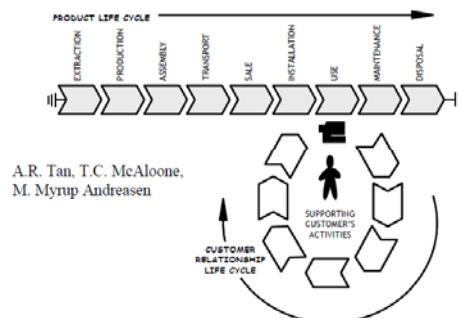 PRODUCT LIFE CYCLE
EXTRACTION
PRODUCTION
ASSEMBLY
TRANSPORT
SALE
INSTALLATION
USE
MAINTENANCE
DISPOSAL
A.R. Tan, T.C. McAloone,
M. Myrup Andreasen
SUPPORTING
CUSTOMER'S
ACTIVITIES
CUSTOMER
RELATIONSHIP
LIFE CYCLE